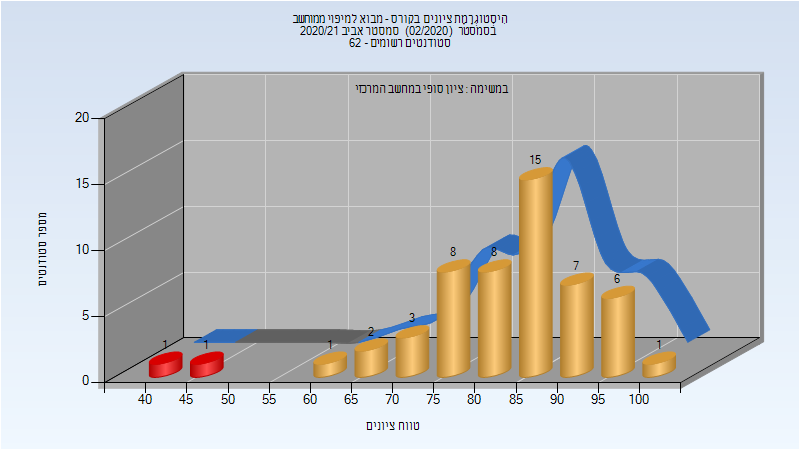 היסטוגרמת ציונים בקורס - מבוא למיפוי ממוחשב
בסמסטר (02/2020) סמסטר אביב 2020/21
סטודנטים רשומים - 62
במשימה : ציון סופי במחשב המרכזי
מספר סטודנטים
20
15
10
5
0
1
1
1
2
3
8
8
15
7
6
1
40 45 50 55 60 65 70 75 80 85 90 95 100
טווח ציונים